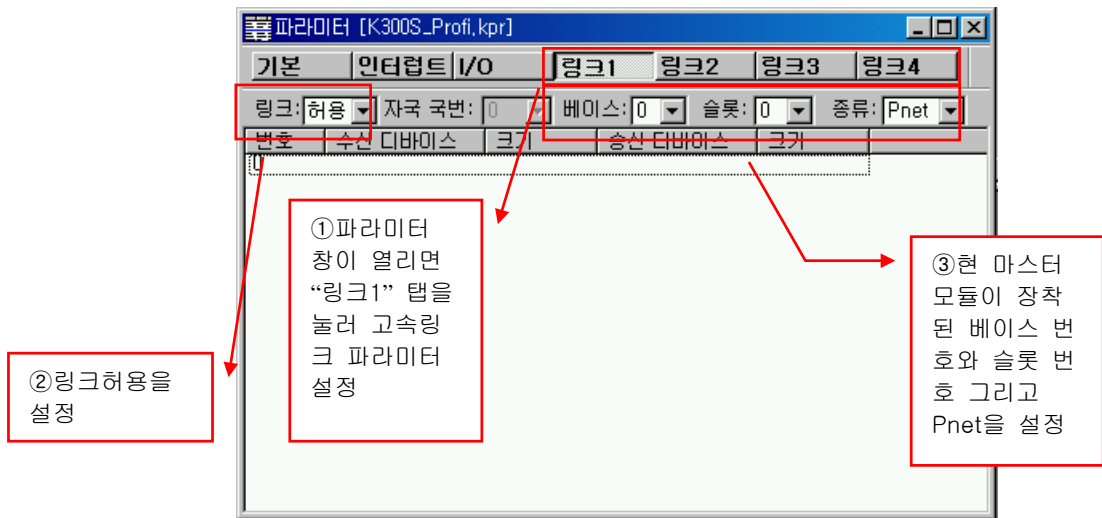 파라미터 [K300S_Profi,kpr]
기본 인터럽트 I/O 링크1 링크2 링크3 링크4
링크: 허용 자국 국번: 0 베이스: 0 슬롯: 0 종류: Pnet
번호 수신 디바이스 크기 송신 디바이스 크기
0
①파라미터
창이 열리면
“링크1” 탭을
눌러 고속링
크 파라미터
설정
③현 마스터
모듈이 장착
된 베이스 번
호와 슬롯 번
호 그리고
Pnet을 설정
②링크허용을
설정